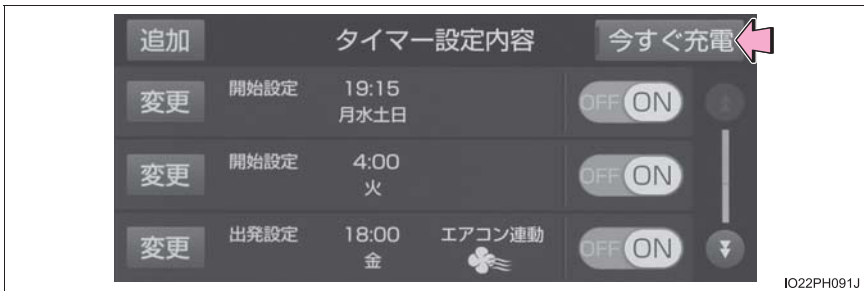 追加 タイマー設定内容 今すぐ充電
変更 開始設定 19:15 OFF ON
月水土日
変更 開始設定 4:00 OFF ON
火
変更 出発設定 18:00 エアコン連動 OFF ON
金
IO22PH091J